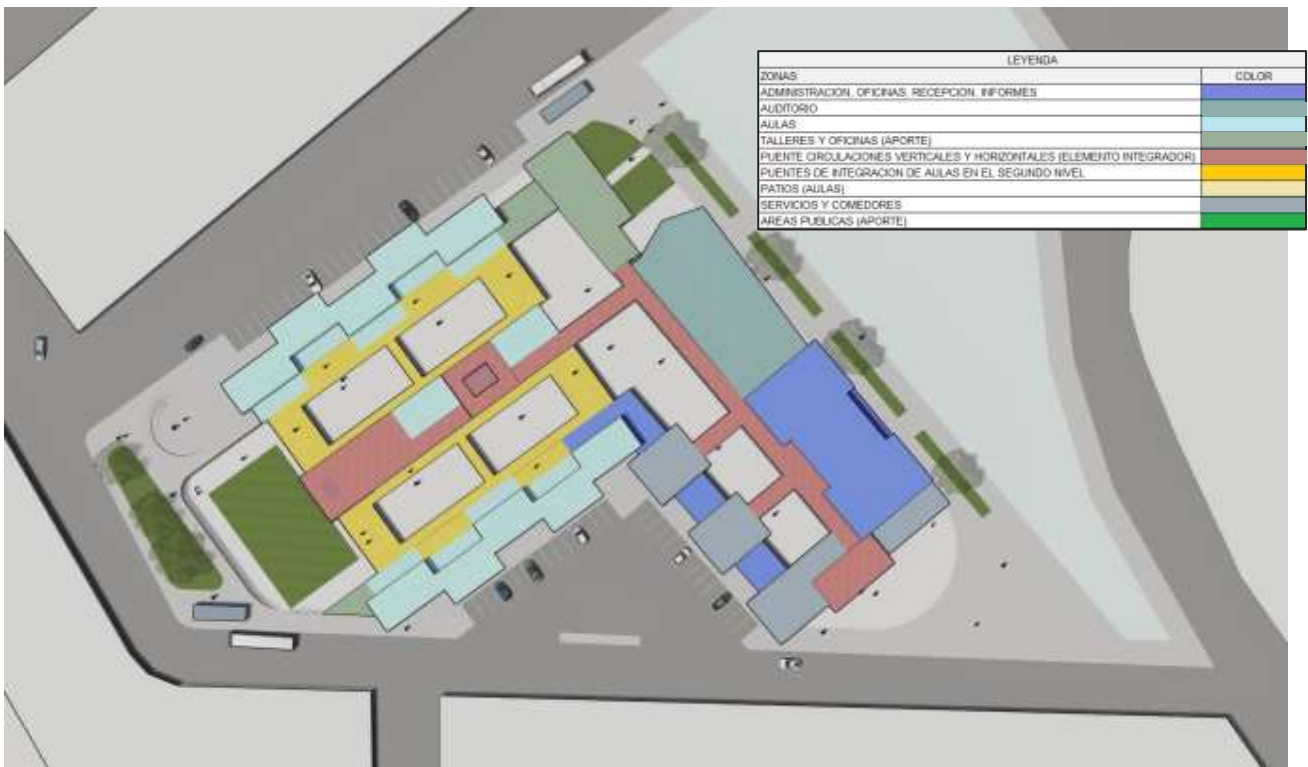 LEYENDA
ZONAS COLOR
ADMINISTRACION, OFICINAS, RECEPCION, INFORMES
AUDITORIO
AULAS
TALLERES Y OFICINAS (APORTE)
PUENTE CIRCULACIONES VERTICALES Y HORIZONTALES (ELEMENTO INTEGRADOR)
PUENTES DE INTEGRACION DE AULAS EN EL SEGUNDO NIVEL
PATIOS (AULAS)
SERVICIOS Y COMEDORES
AREAS PUBLICAS (APORTE)